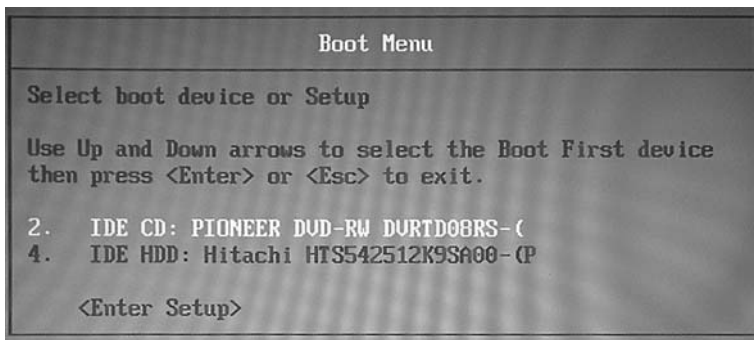 Boot Menu
Select boot device or Setup
Use Up and Down arrows to select the Boot First device
then press <Enter> or <Esc> to exit.
2. IDE CD: PIONEER DVD-RW DVRTD08RS-(
4. IDE HDD: Hitachi HTS542512K9SA00-(P
<Enter Setup>